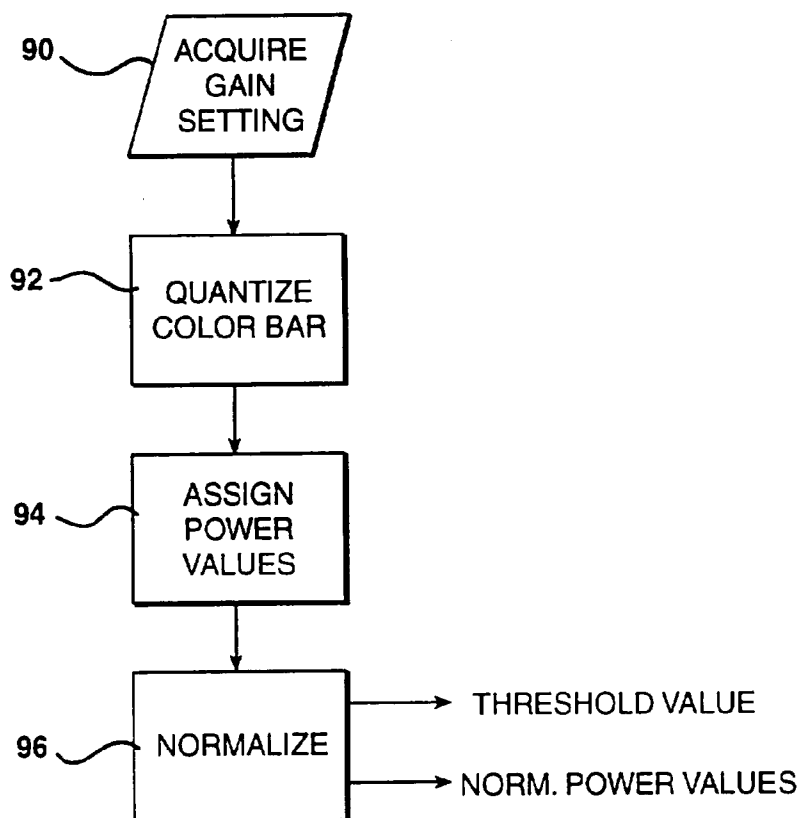 90
ACQUIRE
GAIN
SETTING
92
QUANTIZE
COLOR BAR
94
ASSIGN
POWER
VALUES
96
NORMALIZE
THRESHOLD VALUE
NORM. POWER VALUES